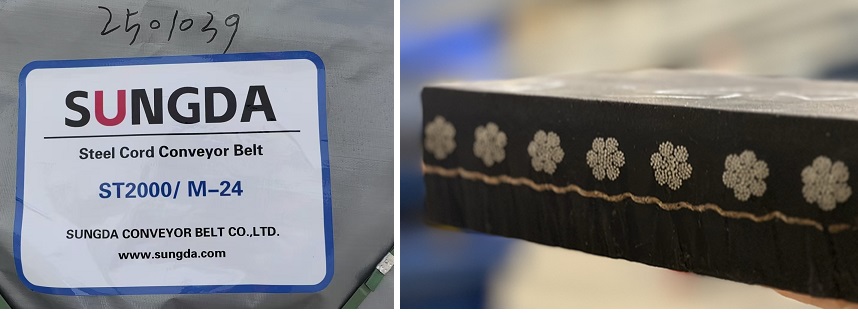 2501039
SUNGDA
Steel Cord Conveyor Belt
ST2000/ M-24
SUNGDA CONVEYOR BELT CO.,LTD.
www.sungda.com